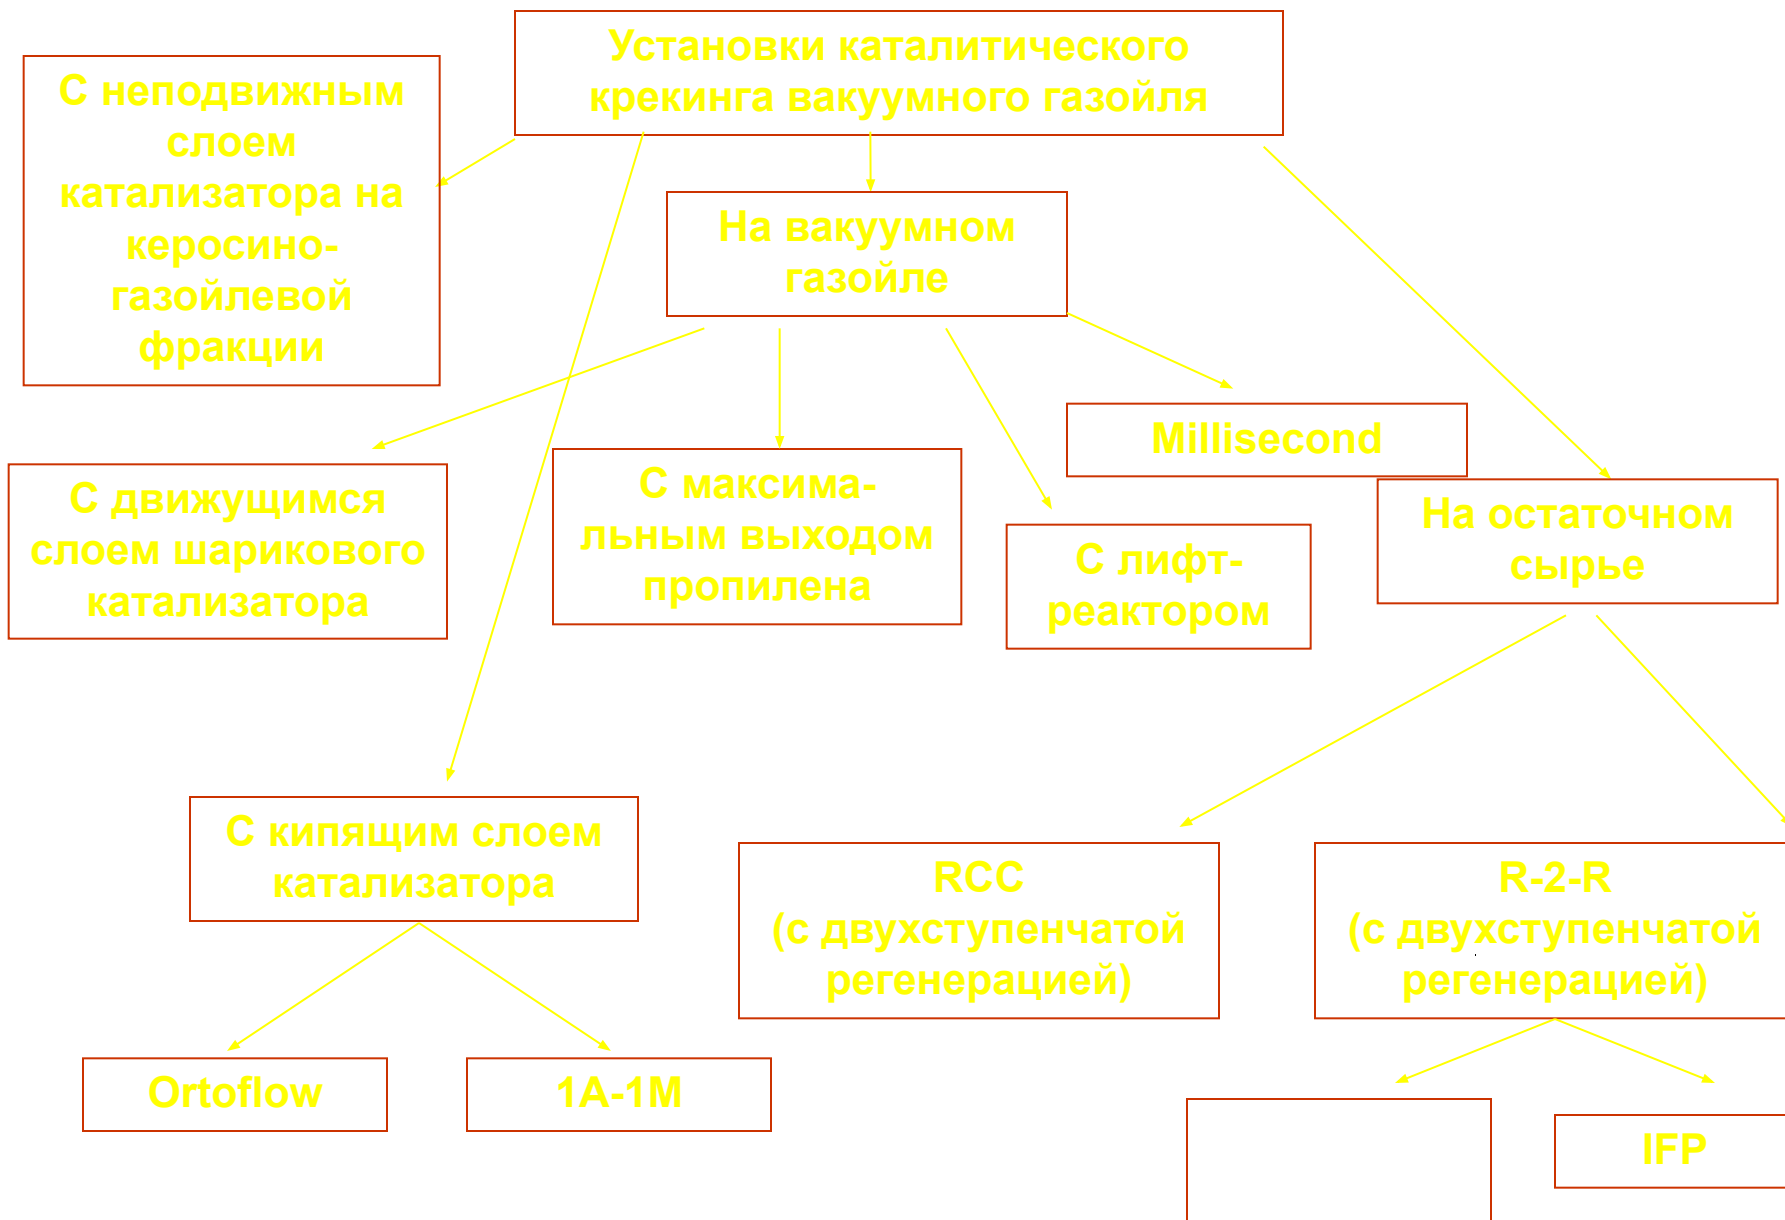 Установки каталитического
крекинга вакуумного газойля
С неподвижным
слоем
катализатора на
керосино-
газойлевой
фракции
На вакуумном
газойле
Millisecond
С движущимся
слоем шарикового
катализатора
С максима-
льным выходом
пропилена
С лифт-
реактором
На остаточном
сырье
С кипящим слоем
катализатора
RCC
(с двухступенчатой
регенерацией)
R-2-R
(с двухступенчатой
регенерацией)
Ortoflow
1А-1М
IFP